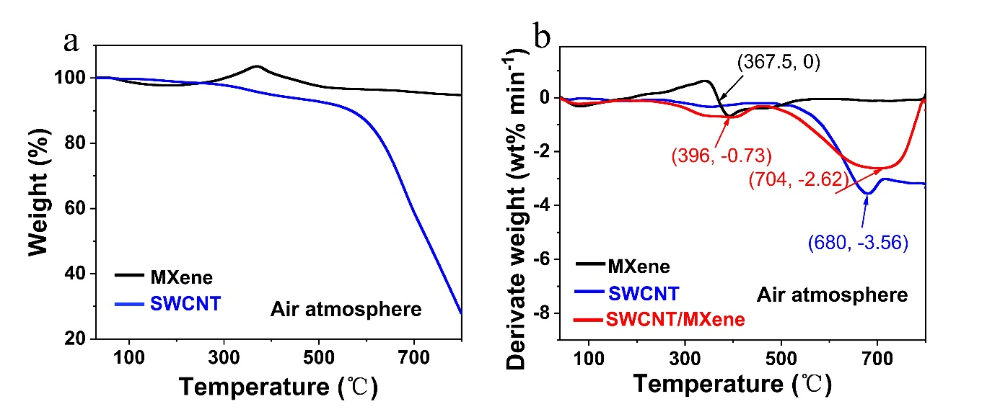 a
100
80
60
40
20
Weight (%)
MXene
SWCNT
Air atmosphere
100
300
500
700
Temperature (℃)
b
0
-2
-4
-6
-8
Derivate weight (wt% min⁻¹)
(367.5, 0)
(396, -0.73)
(704, -2.62)
(680, -3.56)
MXene
SWCNT
SWCNT/MXene
Air atmosphere
100
300
500
700
Temperature (℃)